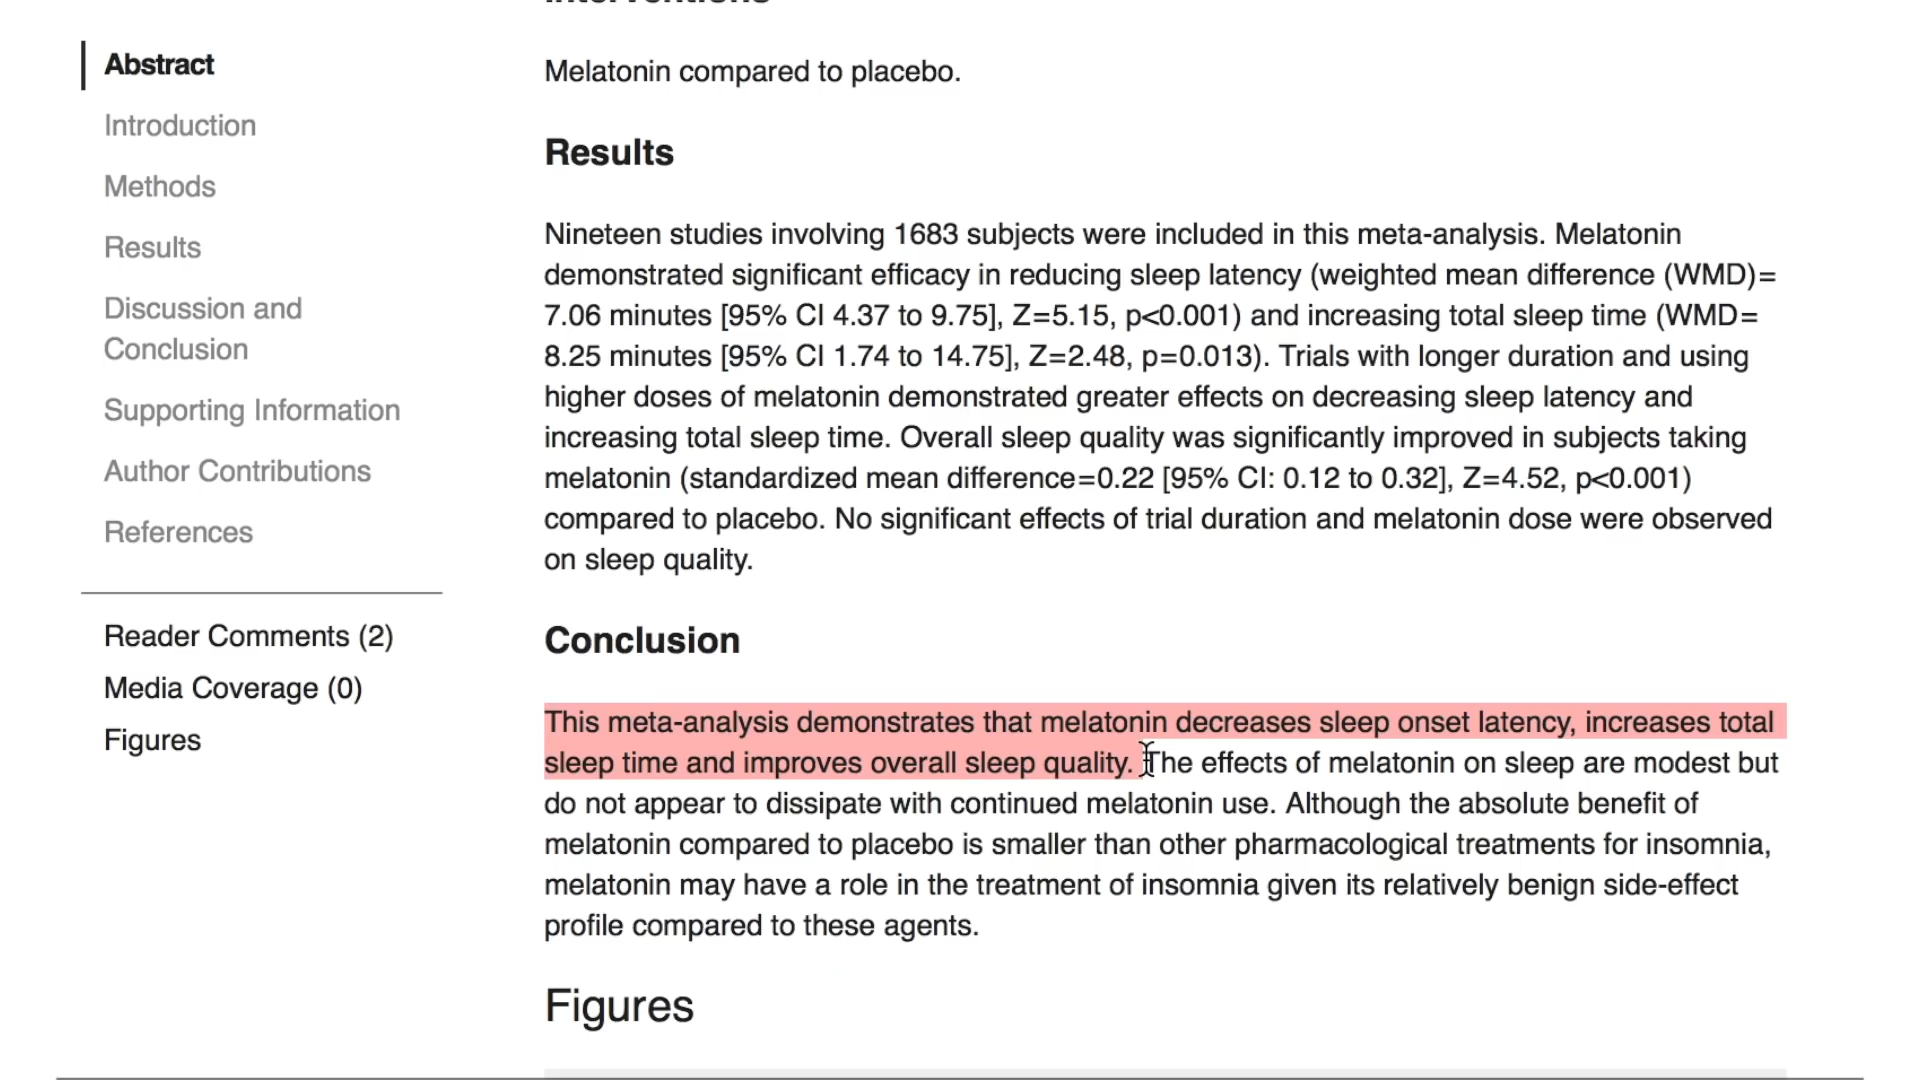 Interventions
Abstract
Introduction
Methods
Results
Discussion and
Conclusion
Supporting Information
Author Contributions
References
Reader Comments (2)
Media Coverage (0)
Figures
Melatonin compared to placebo.
Results
Nineteen studies involving 1683 subjects were included in this meta-analysis. Melatonin
demonstrated significant efficacy in reducing sleep latency (weighted mean difference (WMD)=
7.06 minutes [95% CI 4.37 to 9.75], Z=5.15, p<0.001) and increasing total sleep time (WMD=
8.25 minutes [95% CI 1.74 to 14.75], Z=2.48, p=0.013). Trials with longer duration and using
higher doses of melatonin demonstrated greater effects on decreasing sleep latency and
increasing total sleep time. Overall sleep quality was significantly improved in subjects taking
melatonin (standardized mean difference=0.22 [95% CI: 0.12 to 0.32], Z=4.52, p<0.001)
compared to placebo. No significant effects of trial duration and melatonin dose were observed
on sleep quality.
Conclusion
This meta-analysis demonstrates that melatonin decreases sleep onset latency, increases total
sleep time and improves overall sleep quality. The effects of melatonin on sleep are modest but
do not appear to dissipate with continued melatonin use. Although the absolute benefit of
melatonin compared to placebo is smaller than other pharmacological treatments for insomnia,
melatonin may have a role in the treatment of insomnia given its relatively benign side-effect
profile compared to these agents.
Figures